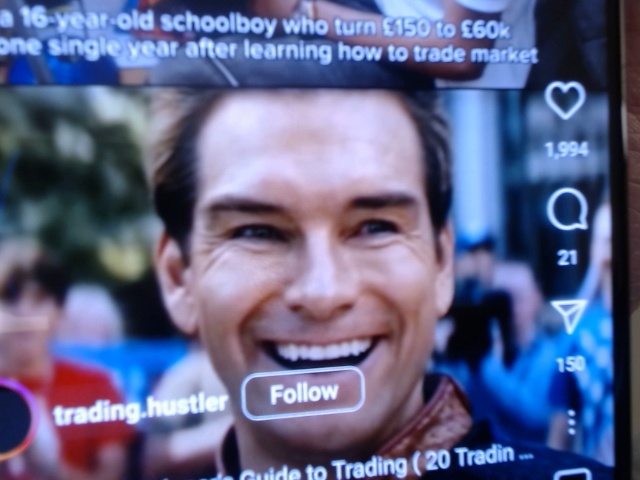 a 16-year-old schoolboy who turn £150 to £60k
one single year after learning how to trade market
1,994
21
150
trading.hustler
Follow
Guide to Trading ( 20 Tradin ...